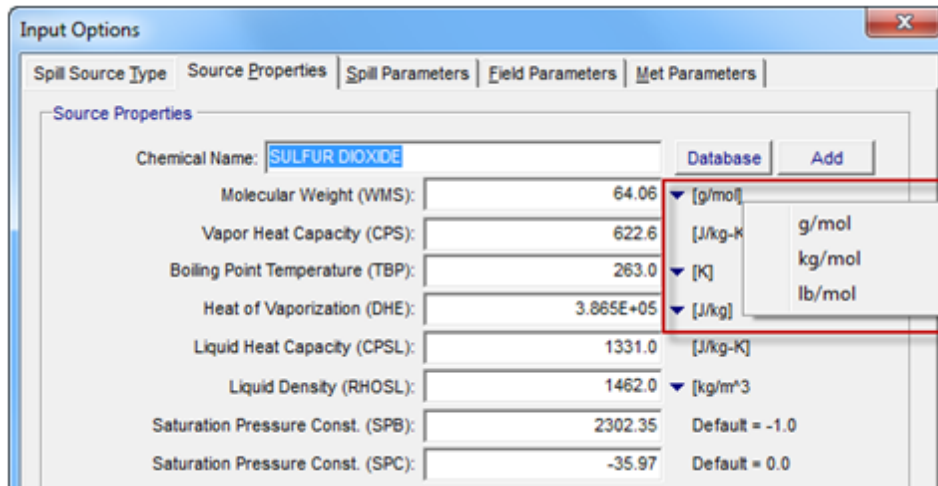 Input Options
Spill Source Type Source Properties Spill Parameters Field Parameters Met Parameters
Source Properties
Chemical Name: SULFUR DIOXIDE Database Add
Molecular Weight (WMS): 64.06 [g/mol]
g/mol
Vapor Heat Capacity (CPS): 622.6 [J/kg-K
kg/mol
Boiling Point Temperature (TBP): 263.0 [K]
lb/mol
Heat of Vaporization (DHE): 3.865E+05 [J/kg]
Liquid Heat Capacity (CPSL): 1331.0 [J/kg-K]
Liquid Density (RHOSL): 1462.0 [kg/m^3
Saturation Pressure Const. (SPB): 2302.35 Default = -1.0
Saturation Pressure Const. (SPC): -35.97 Default = 0.0